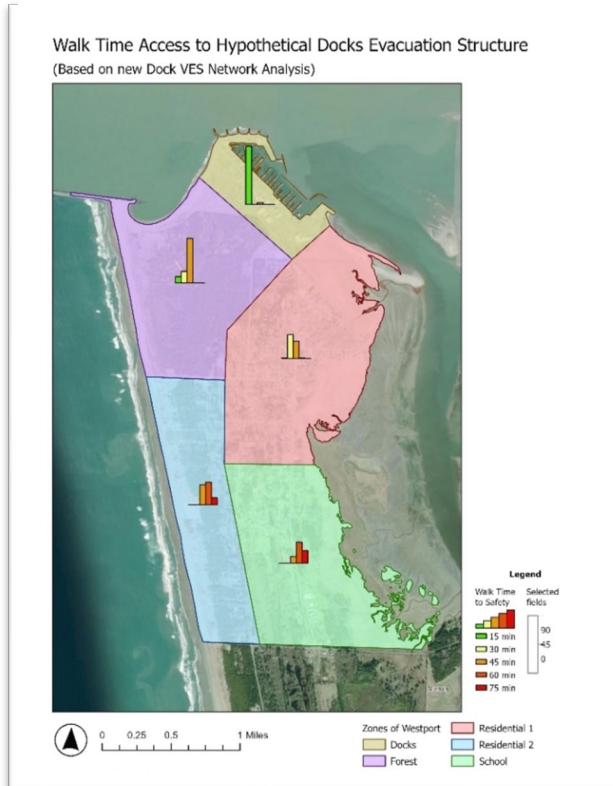 Walk Time Access to Hypothetical Docks Evacuation Structure
(Based on new Dock VES Network Analysis)
Legend
Walk Time to Safety
15 min
30 min
45 min
60 min
75 min
Selected fields
90
45
0
0 0.25 0.5 1 Miles
Zones of Westport
Docks
Forest
Residential 1
Residential 2
School